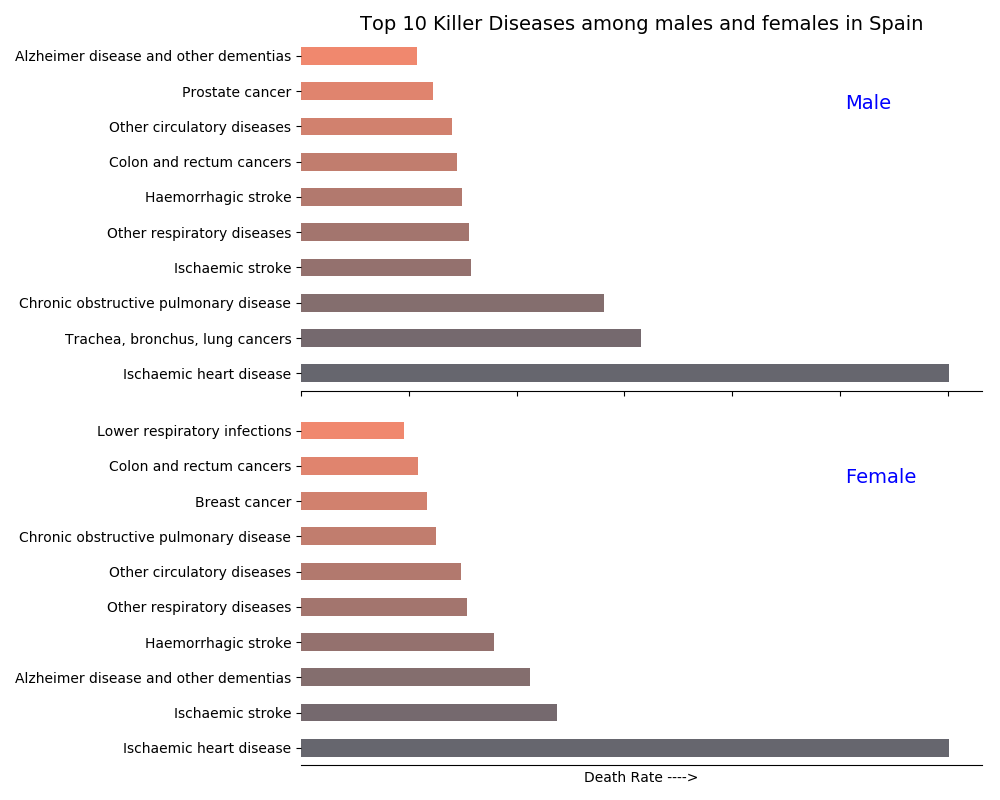 Top 10 Killer Diseases among males and females in Spain
Alzheimer disease and other dementias
Prostate cancer
Male
Other circulatory diseases
Colon and rectum cancers
Haemorrhagic stroke
Other respiratory diseases
Ischaemic stroke
Chronic obstructive pulmonary disease
Trachea, bronchus, lung cancers
Ischaemic heart disease
Lower respiratory infections
Colon and rectum cancers
Female
Breast cancer
Chronic obstructive pulmonary disease
Other circulatory diseases
Other respiratory diseases
Haemorrhagic stroke
Alzheimer disease and other dementias
Ischaemic stroke
Ischaemic heart disease
Death Rate ---->